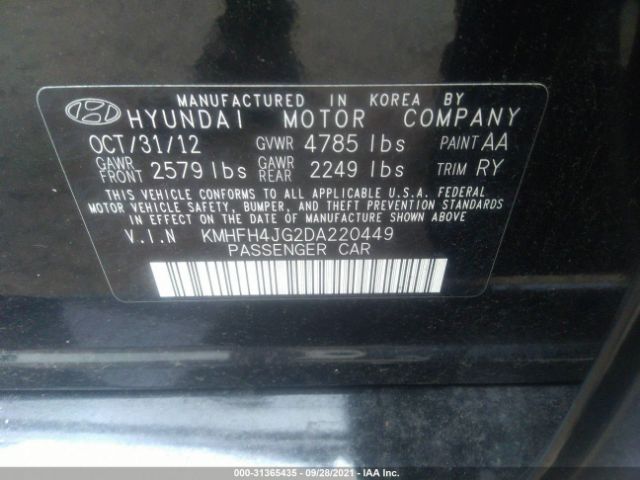 MANUFACTURED IN KOREA BY
HYUNDAI MOTOR COMPANY
OCT/31/12 GVWR 4785 lbs PAINT AA
GAWR FRONT 2579 lbs GAWR REAR 2249 lbs TRIM RY
THIS VEHICLE CONFORMS TO ALL APPLICABLE U.S.A. FEDERAL
MOTOR VEHICLE SAFETY, BUMPER, AND THEFT PREVENTION STANDARDS
IN EFFECT ON THE DATE OF MANUFACTURE SHOWN ABOVE
V.I.N KMHFH4JG2DA220449
PASSENGER CAR
000-31365435 - 09/28/2021 - IAA Inc.